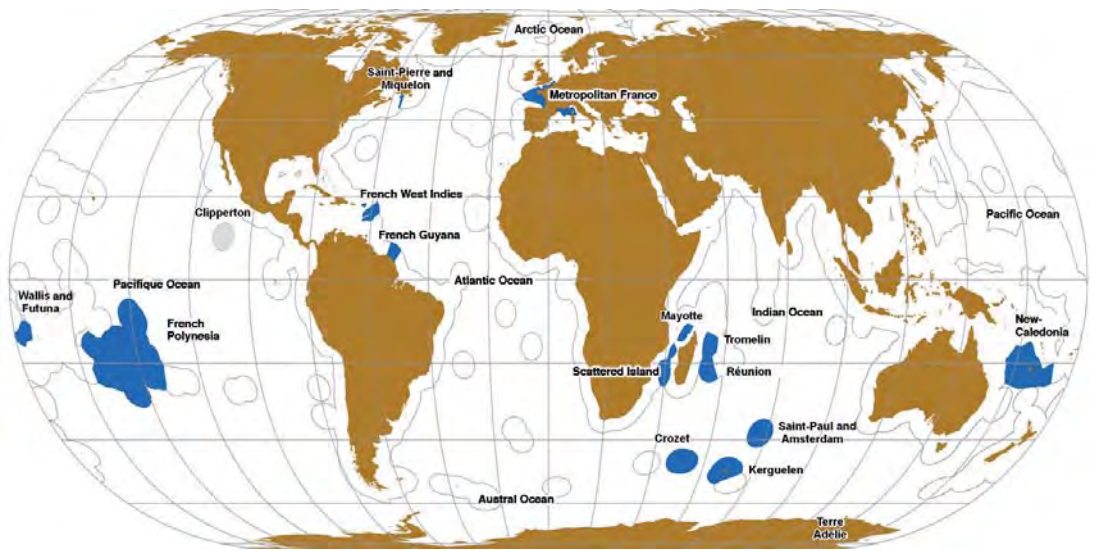 Arctic Ocean
Saint-Pierre and
Miquelon
Metropolitan France
French West Indies
Clipperton
Pacific Ocean
French Guyana
Atlantic Ocean
Pacifique Ocean
Wallis and
Futuna
French
Polynesia
Mayotte
Indian Ocean
New-
Caledonia
Tromelin
Scattered Island
Réunion
Saint-Paul and
Amsterdam
Crozet
Kerguelen
Austral Ocean
Terre
Adélie